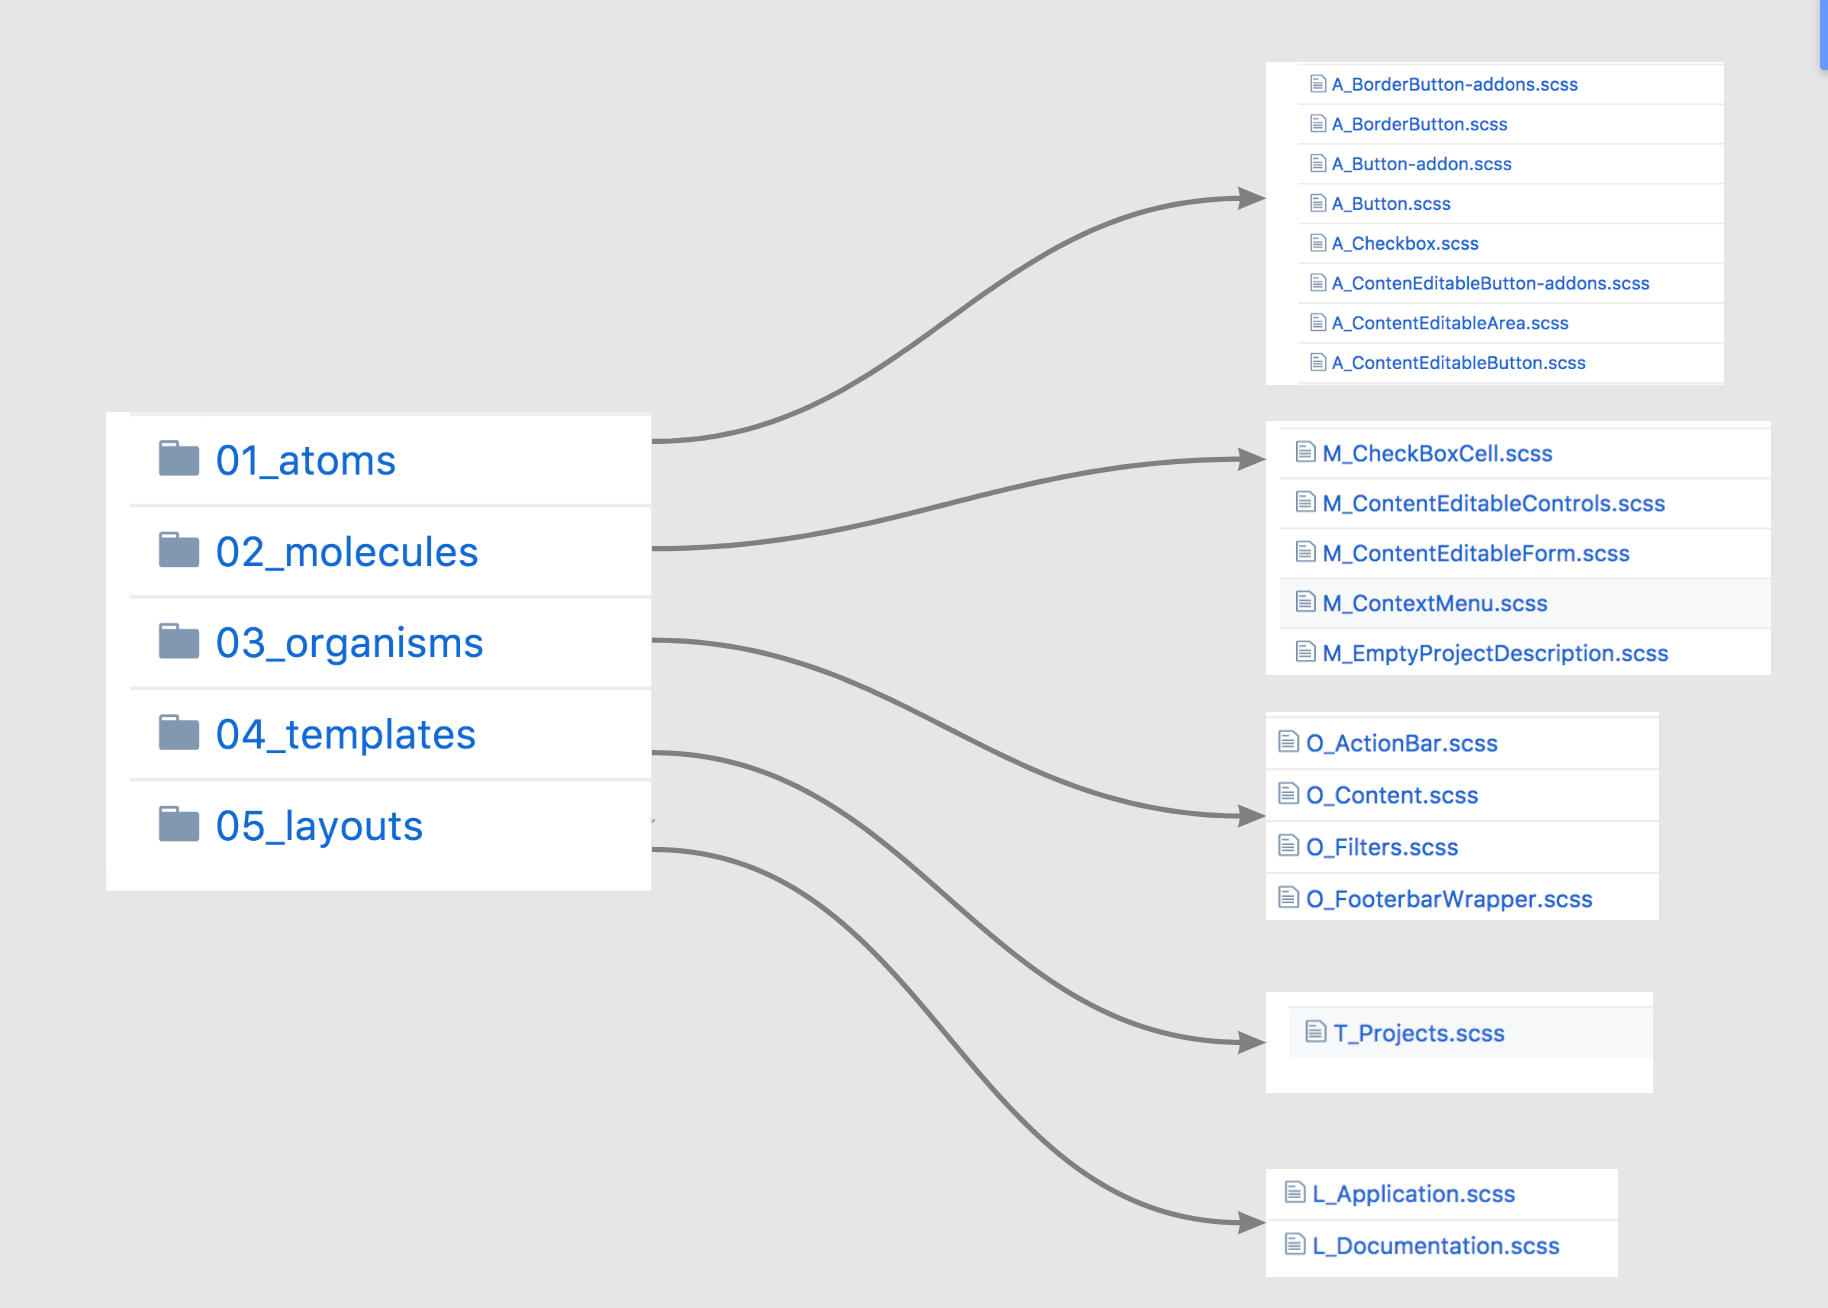 01_atoms
02_molecules
03_organisms
04_templates
05_layouts
A_BorderButton-addons.scss
A_BorderButton.scss
A_Button-addon.scss
A_Button.scss
A_Checkbox.scss
A_ContenEditableButton-addons.scss
A_ContentEditableArea.scss
A_ContentEditableButton.scss
M_CheckBoxCell.scss
M_ContentEditableControls.scss
M_ContentEditableForm.scss
M_ContextMenu.scss
M_EmptyProjectDescription.scss
O_ActionBar.scss
O_Content.scss
O_Filters.scss
O_FooterbarWrapper.scss
T_Projects.scss
L_Application.scss
L_Documentation.scss